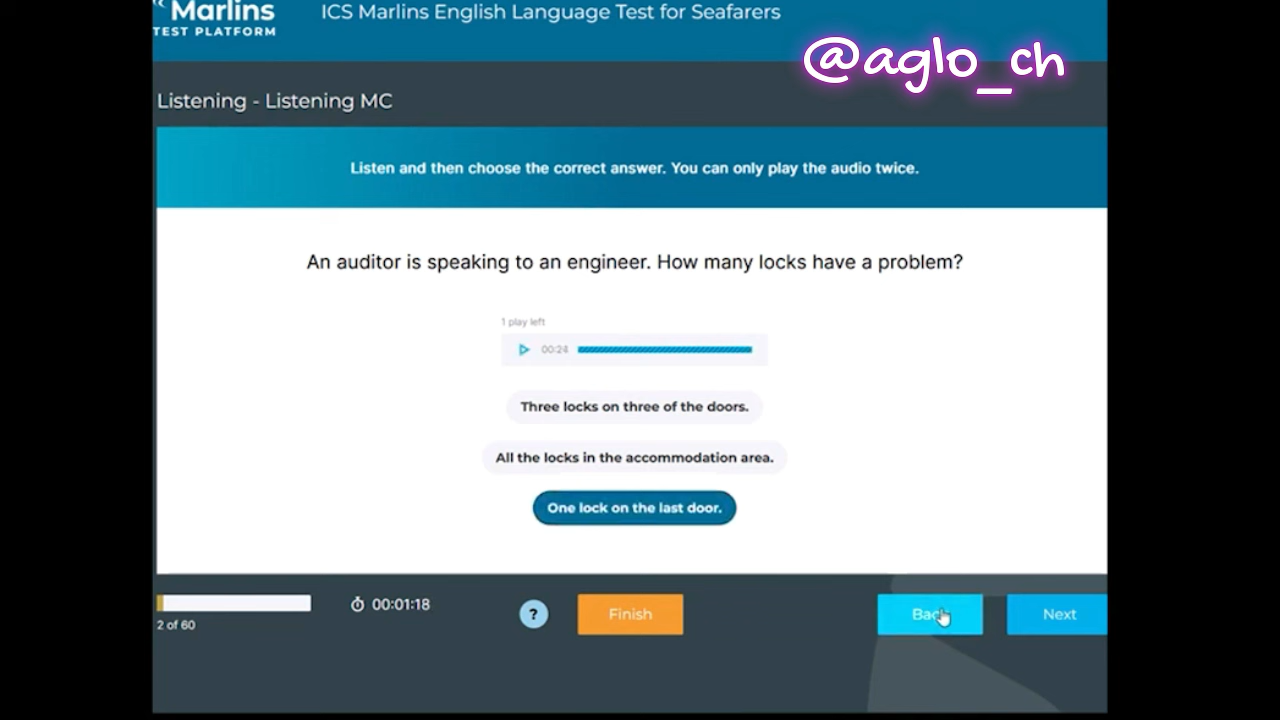 Marlins
TEST PLATFORM
ICS Marlins English Language Test for Seafarers
@aglo_ch
Listening - Listening MC
Listen and then choose the correct answer. You can only play the audio twice.
An auditor is speaking to an engineer. How many locks have a problem?
1 play left
00:24
Three locks on three of the doors.
All the locks in the accommodation area.
One lock on the last door.
2 of 60
00:01:18
?
Finish
Back
Next